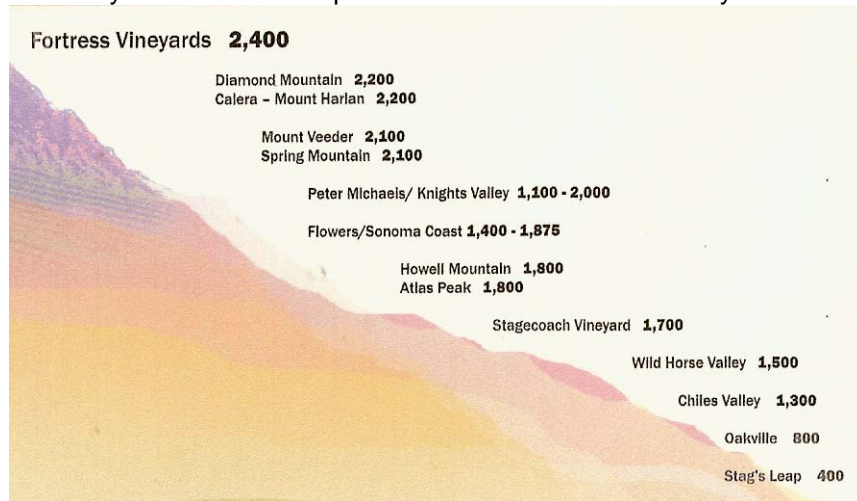 Fortress Vineyards 2,400
Diamond Mountain 2,200
Calera – Mount Harlan 2,200
Mount Veeder 2,100
Spring Mountain 2,100
Peter Michaels/ Knights Valley 1,100 - 2,000
Flowers/Sonoma Coast 1,400 - 1,875
Howell Mountain 1,800
Atlas Peak 1,800
Stagecoach Vineyard 1,700
Wild Horse Valley 1,500
Chiles Valley 1,300
Oakville 800
Stag's Leap 400